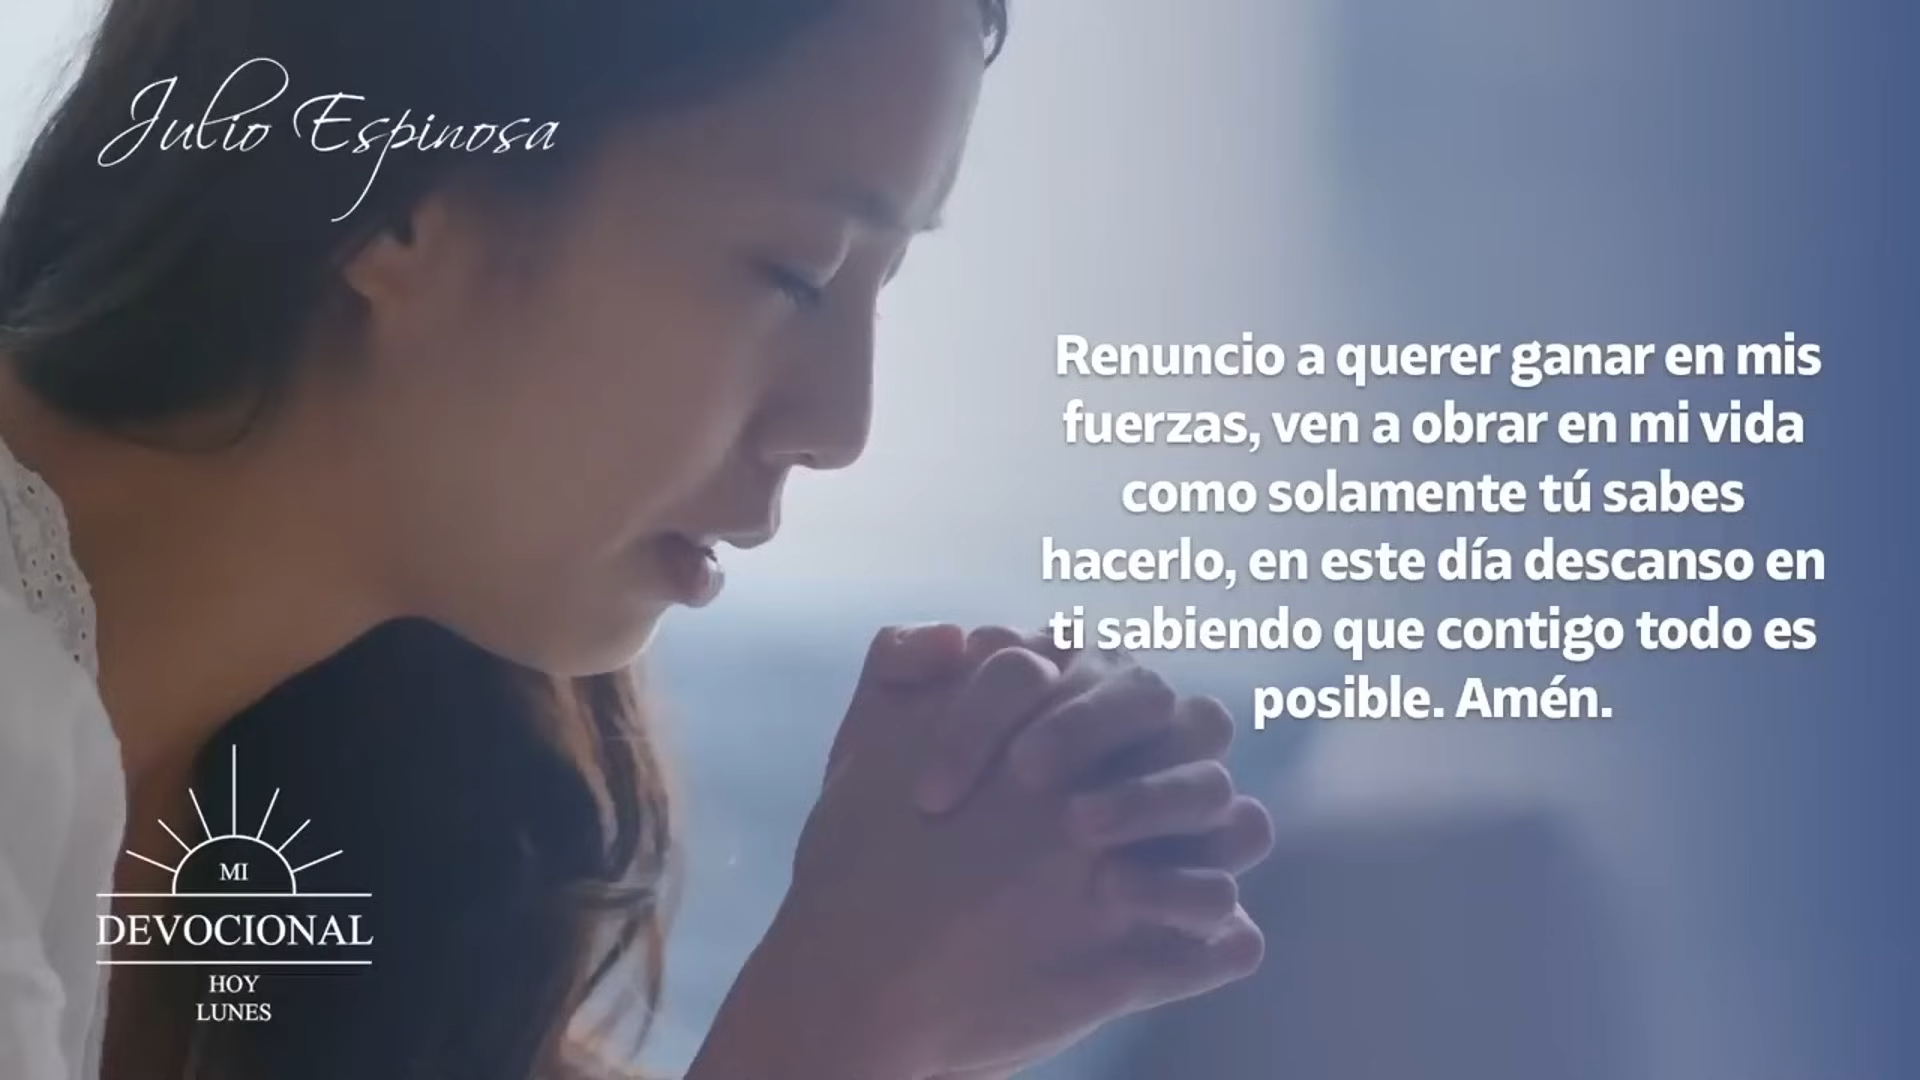 Julio Espinosa
Renuncio a querer ganar en mis
fuerzas, ven a obrar en mi vida
como solamente tú sabes
hacerlo, en este día descanso en
ti sabiendo que contigo todo es
posible. Amén.
MI
DEVOCIONAL
HOY
LUNES